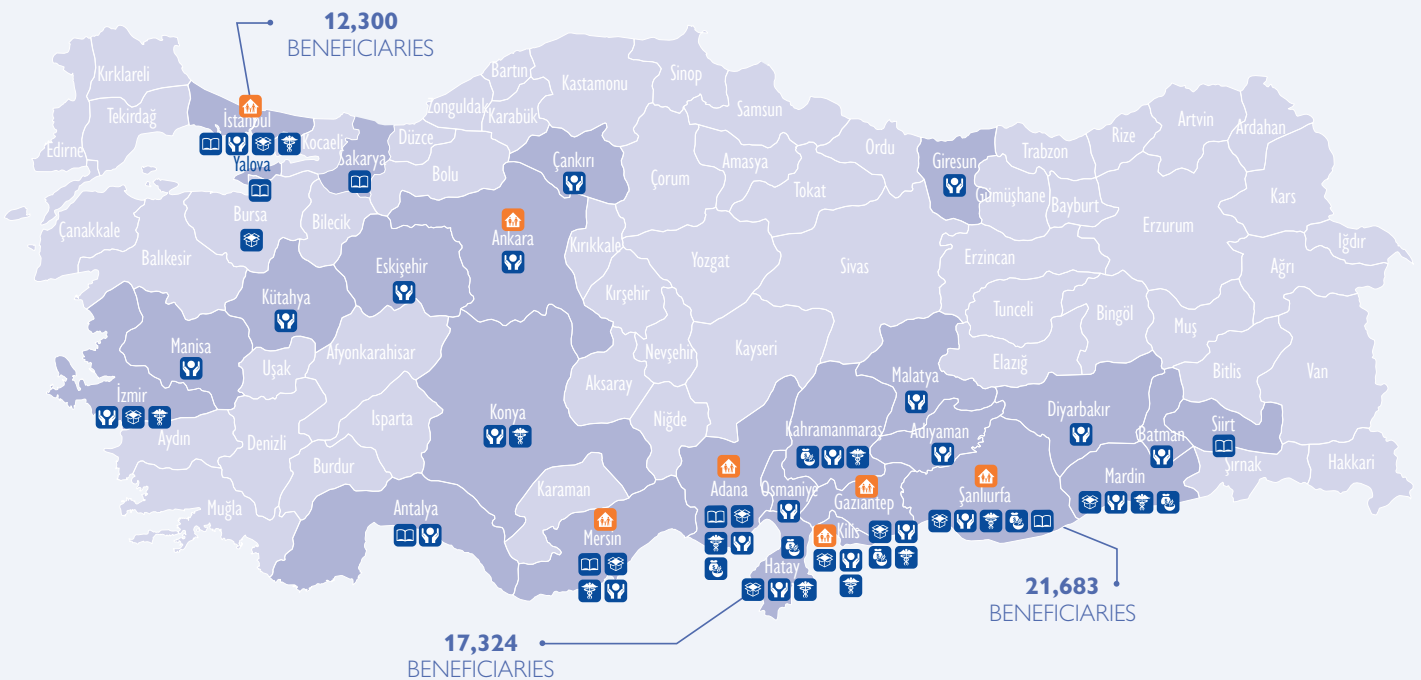 12,300
BENEFICIARIES
Kırklareli
Tekirdağ
Edirne
İstanbul
Kocaeli
Yalova
Sakarya
Düzce
Zonguldak
Bartın
Karabük
Kastamonu
Sinop
Samsun
Bolu
Çankırı
Çorum
Amasya
Tokat
Ordu
Giresun
Trabzon
Rize
Artvin
Ardahan
Gümüşhane
Bayburt
Kars
Erzurum
Iğdır
Ağrı
Çanakkale
Balıkesir
Bursa
Bilecik
Eskişehir
Ankara
Kırıkkale
Kırşehir
Yozgat
Sivas
Erzincan
Tunceli
Bingöl
Muş
Elazığ
Bitlis
Van
Kütahya
Manisa
Uşak
Afyonkarahisar
İzmir
Aydın
Denizli
Isparta
Burdur
Muğla
Antalya
Konya
Karaman
Aksaray
Nevşehir
Niğde
Kayseri
Malatya
Kahramanmaras
Adıyaman
Diyarbakır
Batman
Siirt
Şırnak
Hakkari
Mardin
Şanlıurfa
Gaziantep
Kilis
Osmaniye
Adana
Mersin
Hatay
21,683
BENEFICIARIES
17,324
BENEFICIARIES